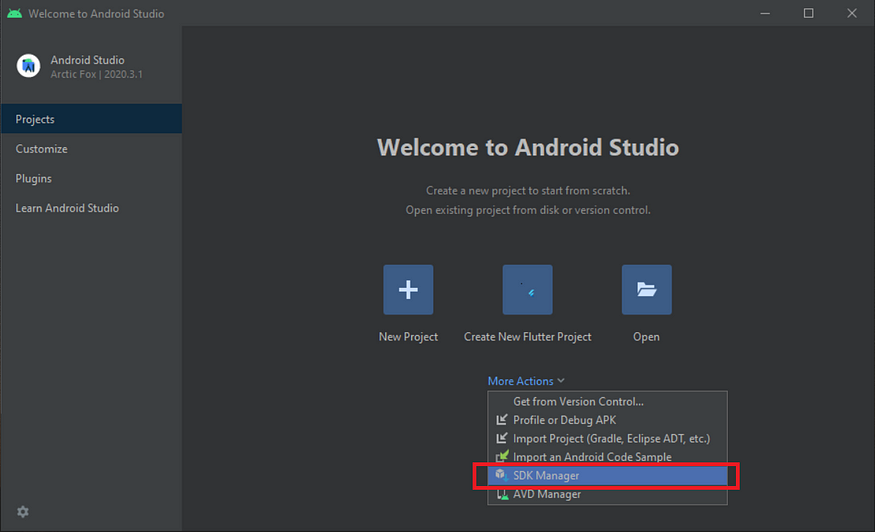 Welcome to Android Studio
Android Studio
Arctic Fox | 2020.3.1
Projects
Customize
Plugins
Learn Android Studio
Welcome to Android Studio
Create a new project to start from scratch.
Open existing project from disk or version control.
New Project
Create New Flutter Project
Open
More Actions
Get from Version Control...
Profile or Debug APK
Import Project (Gradle, Eclipse ADT, etc.)
Import an Android Code Sample
SDK Manager
AVD Manager